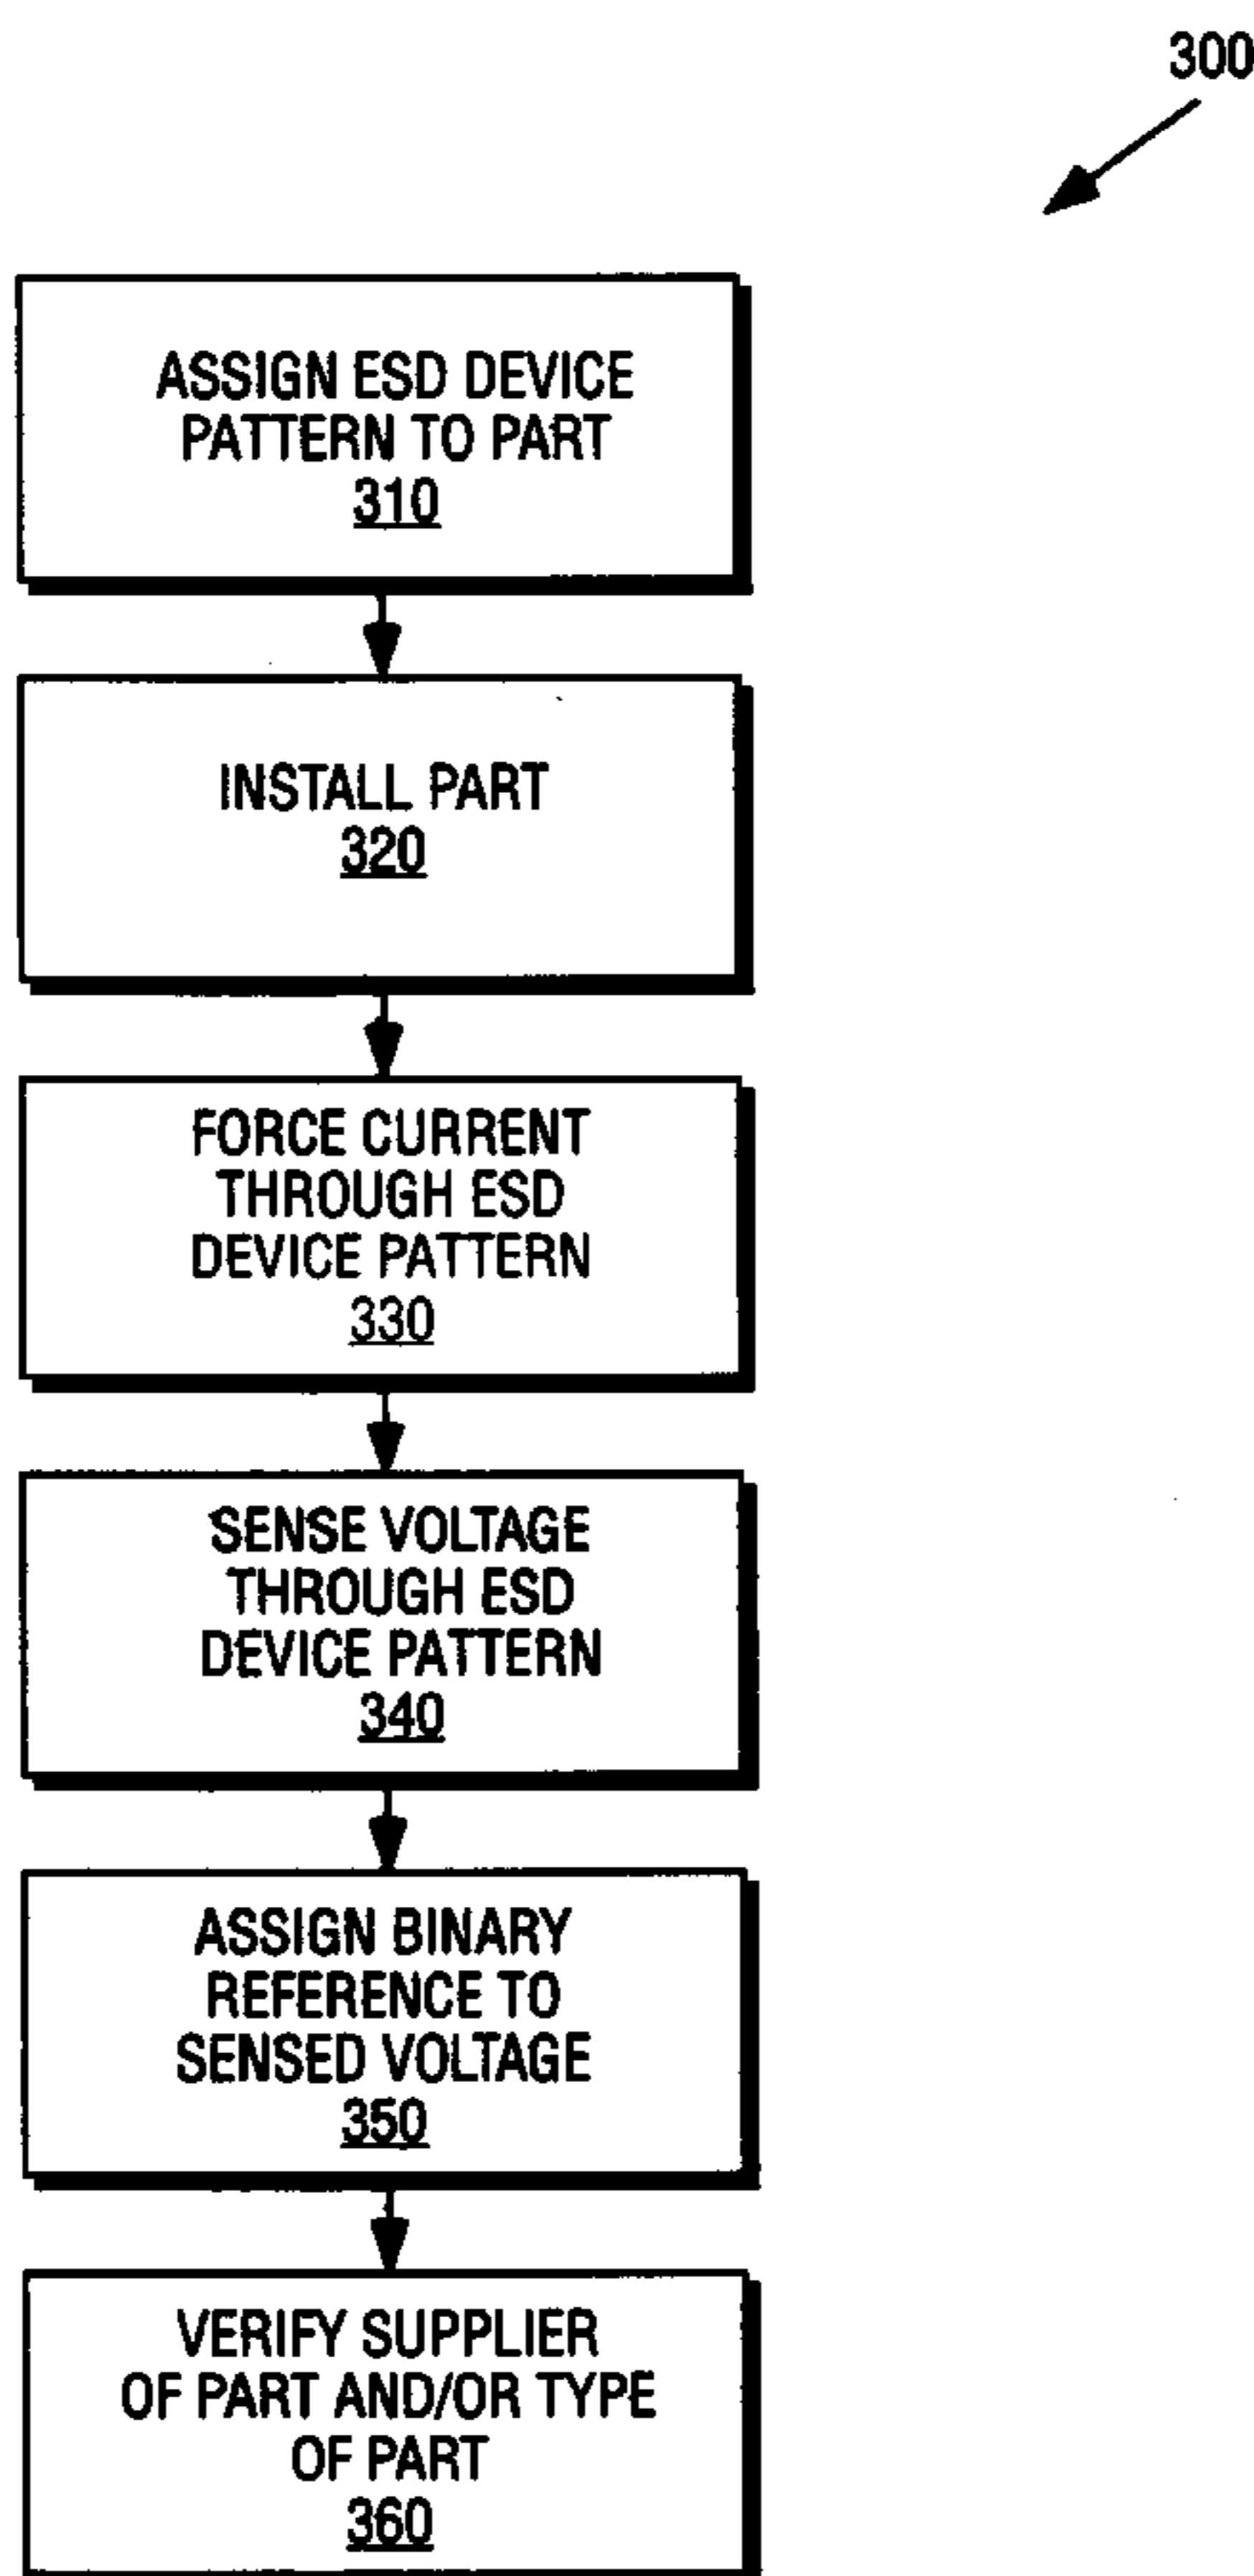 300
ASSIGN ESD DEVICE
PATTERN TO PART
310
INSTALL PART
320
FORCE CURRENT
THROUGH ESD
DEVICE PATTERN
330
SENSE VOLTAGE
THROUGH ESD
DEVICE PATTERN
340
ASSIGN BINARY
REFERENCE TO
SENSED VOLTAGE
350
VERIFY SUPPLIER
OF PART AND/OR TYPE
OF PART
360